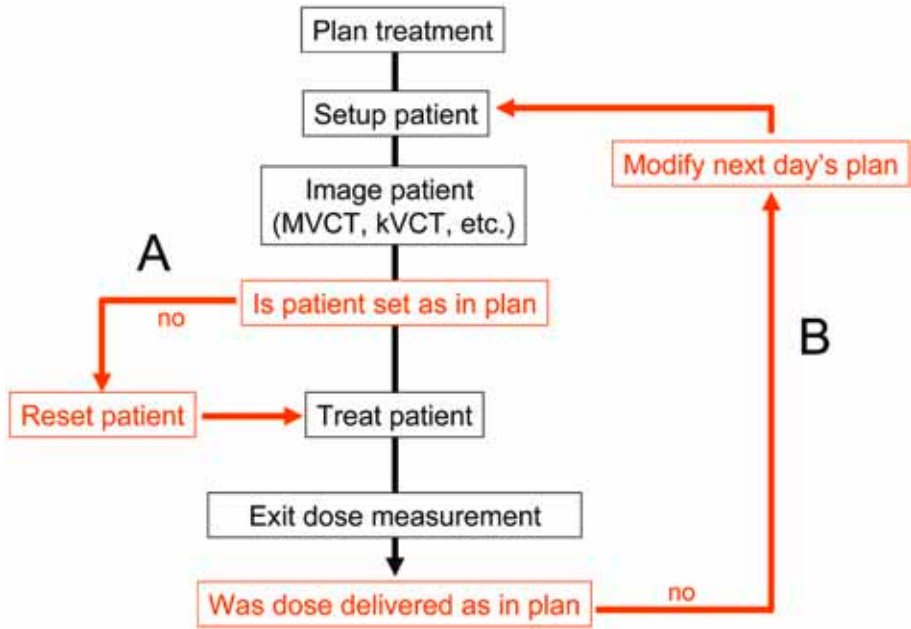 Plan treatment
Setup patient
Modify next day's plan
Image patient
(MVCT, kVCT, etc.)
A
Is patient set as in plan
no
B
Reset patient
Treat patient
Exit dose measurement
Was dose delivered as in plan
no